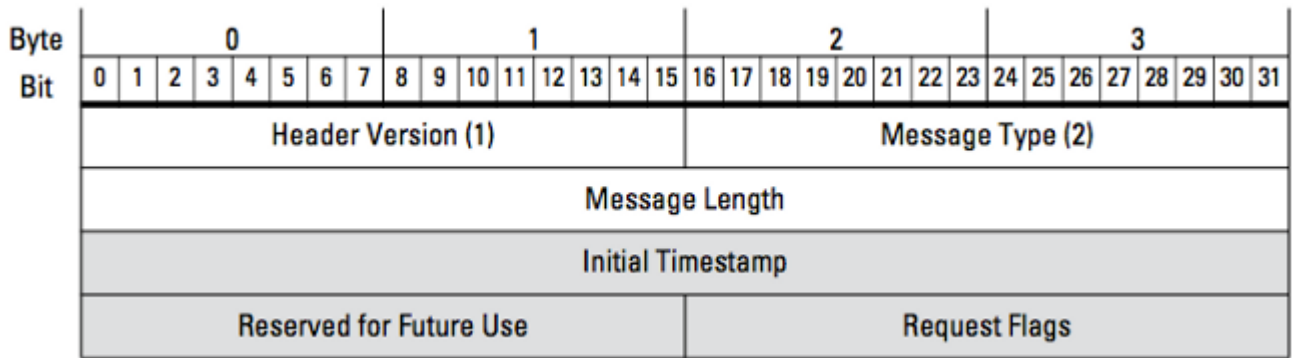 Byte 0 1 2 3
Bit 0 1 2 3 4 5 6 7 8 9 10 11 12 13 14 15 16 17 18 19 20 21 22 23 24 25 26 27 28 29 30 31
Header Version (1) Message Type (2)
Message Length
Initial Timestamp
Reserved for Future Use Request Flags